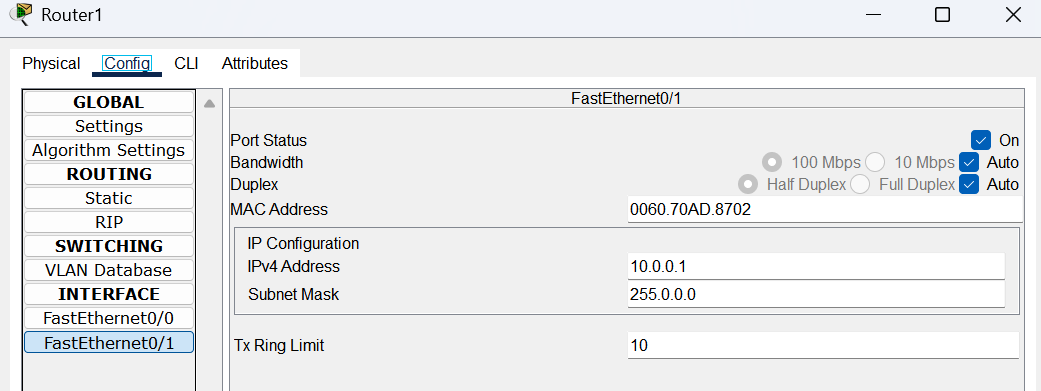 Router1
Physical Config CLI Attributes
GLOBAL
Settings
Algorithm Settings
ROUTING
Static
RIP
SWITCHING
VLAN Database
INTERFACE
FastEthernet0/0
FastEthernet0/1
FastEthernet0/1
Port Status On
Bandwidth 100 Mbps 10 Mbps Auto
Duplex Half Duplex Full Duplex Auto
MAC Address 0060.70AD.8702
IP Configuration
IPv4 Address 10.0.0.1
Subnet Mask 255.0.0.0
Tx Ring Limit 10